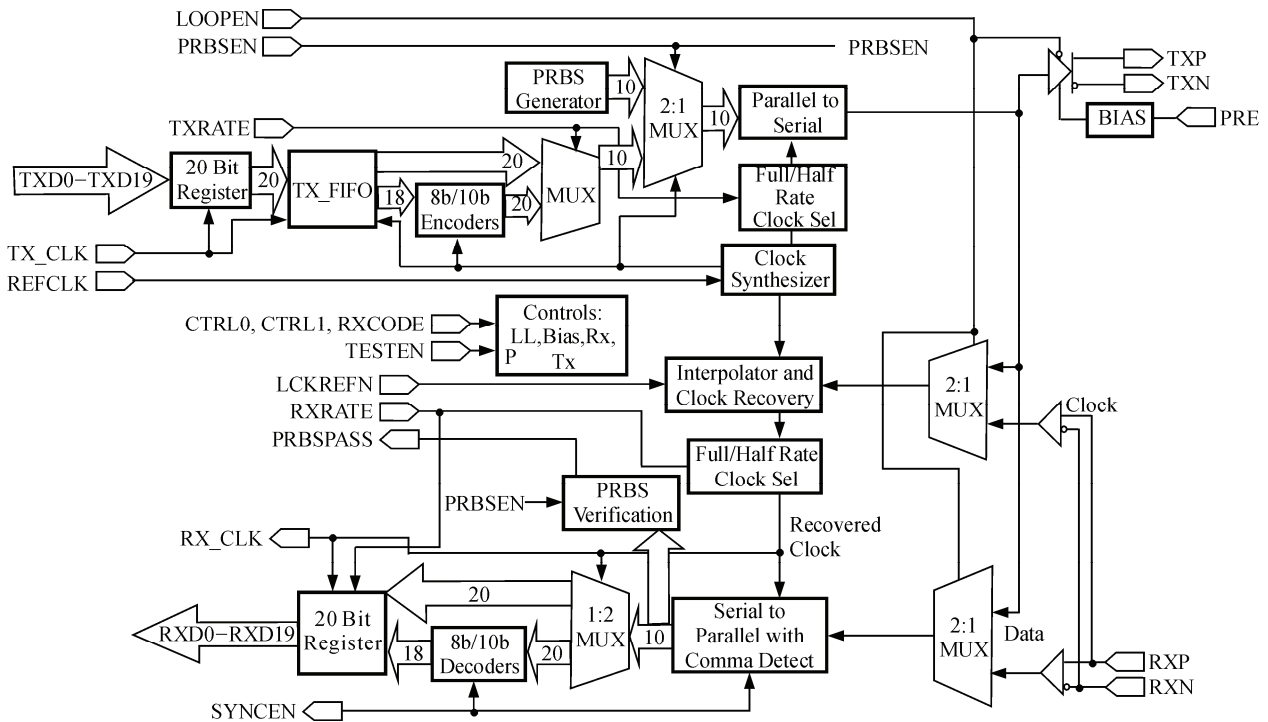 LOOPEN
PRBSEN
PRBSEN
TXP
TXN
PRBS
Generator
10
2:1
MUX
10
Parallel to
Serial
BIAS
PRE
TXRATE
TXD0−TXD19
20 Bit
Register
20
TX_FIFO
20
18
8b/10b
Encoders
20
MUX
10
Full/Half
Rate
Clock Sel
TX_CLK
REFCLK
Clock
Synthesizer
CTRL0, CTRL1, RXCODE
TESTEN
Controls:
LL,Bias,Rx,
P Tx
LCKREFN
RXRATE
PRBSPASS
Interpolator and
Clock Recovery
2:1
MUX
Clock
Full/Half Rate
Clock Sel
PRBSEN
PRBS
Verification
Recovered
Clock
RX_CLK
RXD0−RXD19
20 Bit
Register
20
18
8b/10b
Decoders
20
1:2
MUX
10
Serial to
Parallel with
Comma Detect
2:1
MUX
Data
RXP
RXN
SYNCEN